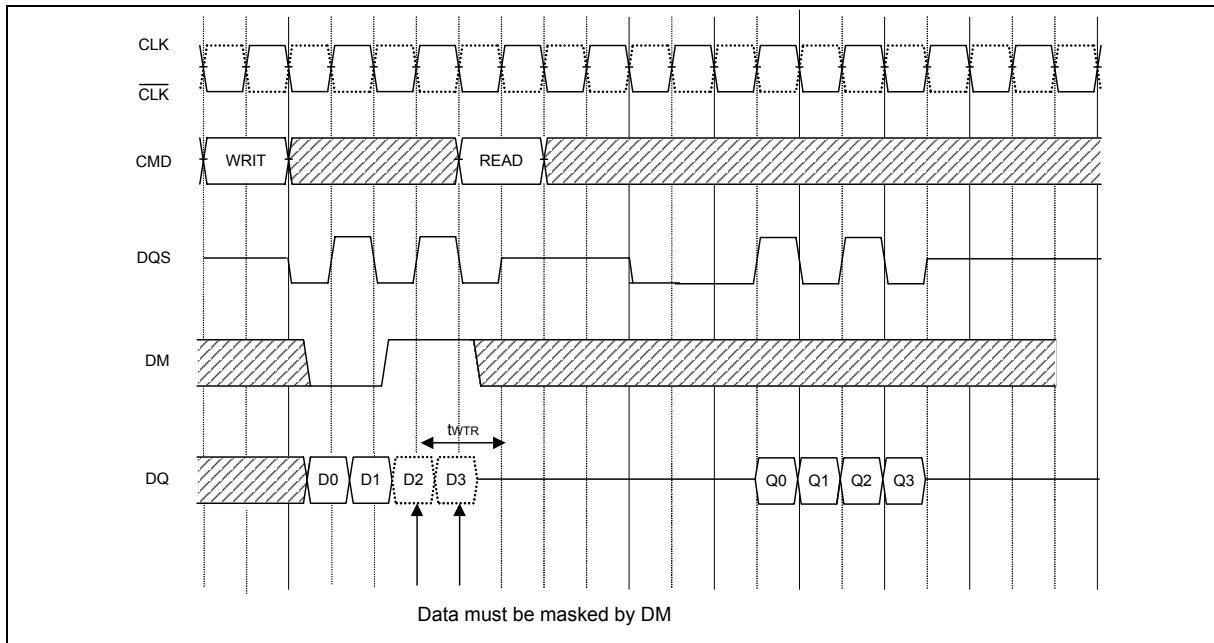 CLK
CLK
CMD WRIT READ
DQS
DM
tWTR
DQ D0 D1 D2 D3 Q0 Q1 Q2 Q3
Data must be masked by DM